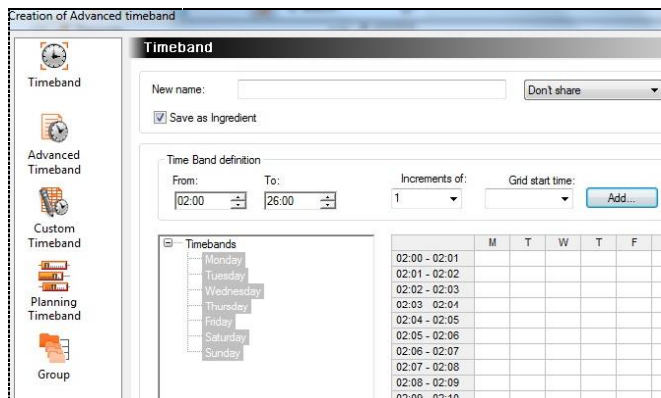 Creation of Advanced timeband
Timeband
Advanced
Timeband
Custom
Timeband
Planning
Timeband
Group
Timeband
New name:
Don't share
Save as Ingredient
Time Band definition
From:
To:
Increments of:
Grid start time:
02:00
26:00
1
Add...
Timebands
Monday
Tuesday
Wednesday
Thursday
Friday
Saturday
Sunday
M T W T F
02:00 - 02:01
02:01 - 02:02
02:02 - 02:03
02:03 02:04
02:04 - 02:05
02:05 - 02:06
02:06 - 02:07
02:07 - 02:08
02:08 - 02:09
02:09 - 02:10